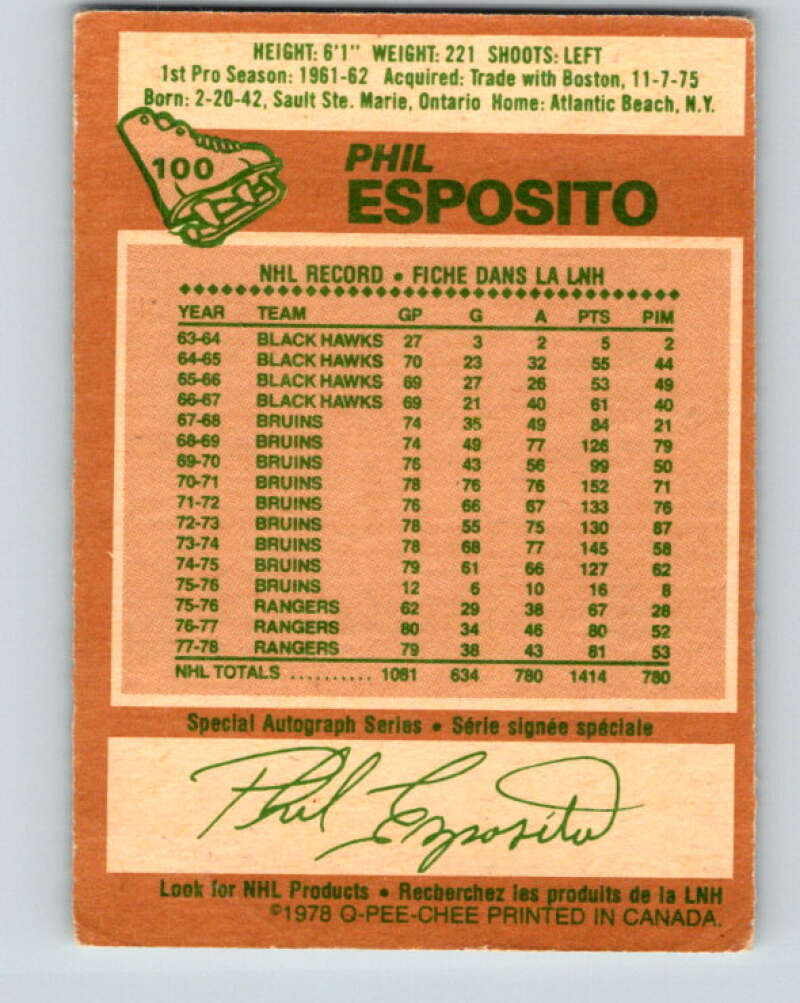 HEIGHT: 6'1" WEIGHT: 221 SHOOTS: LEFT
1st Pro Season: 1961-62 Acquired: Trade with Boston, 11-7-75
Born: 2-20-42, Sault Ste. Marie, Ontario Home: Atlantic Beach, N.Y.
100
PHIL
ESPOSITO
NHL RECORD • FICHE DANS LA LNH
YEAR TEAM GP G A PTS PIM
63-64 BLACK HAWKS 27 3 2 5 2
64-65 BLACK HAWKS 70 23 32 55 44
65-66 BLACK HAWKS 69 27 26 53 49
66-67 BLACK HAWKS 69 21 40 61 40
67-68 BRUINS 74 35 49 84 21
68-69 BRUINS 74 49 77 126 79
69-70 BRUINS 76 43 56 99 50
70-71 BRUINS 78 76 76 152 71
71-72 BRUINS 76 66 67 133 76
72-73 BRUINS 78 55 75 130 87
73-74 BRUINS 78 68 77 145 58
74-75 BRUINS 79 61 66 127 62
75-76 BRUINS 12 6 10 16 8
75-76 RANGERS 62 29 38 67 28
76-77 RANGERS 80 34 46 80 52
77-78 RANGERS 79 38 43 81 53
NHL TOTALS .......... 1081 634 780 1414 780
Special Autograph Series • Série signée spéciale
Phil Esposito
Look for NHL Products • Recherchez les produits de la LNH
©1978 O-PEE-CHEE PRINTED IN CANADA.